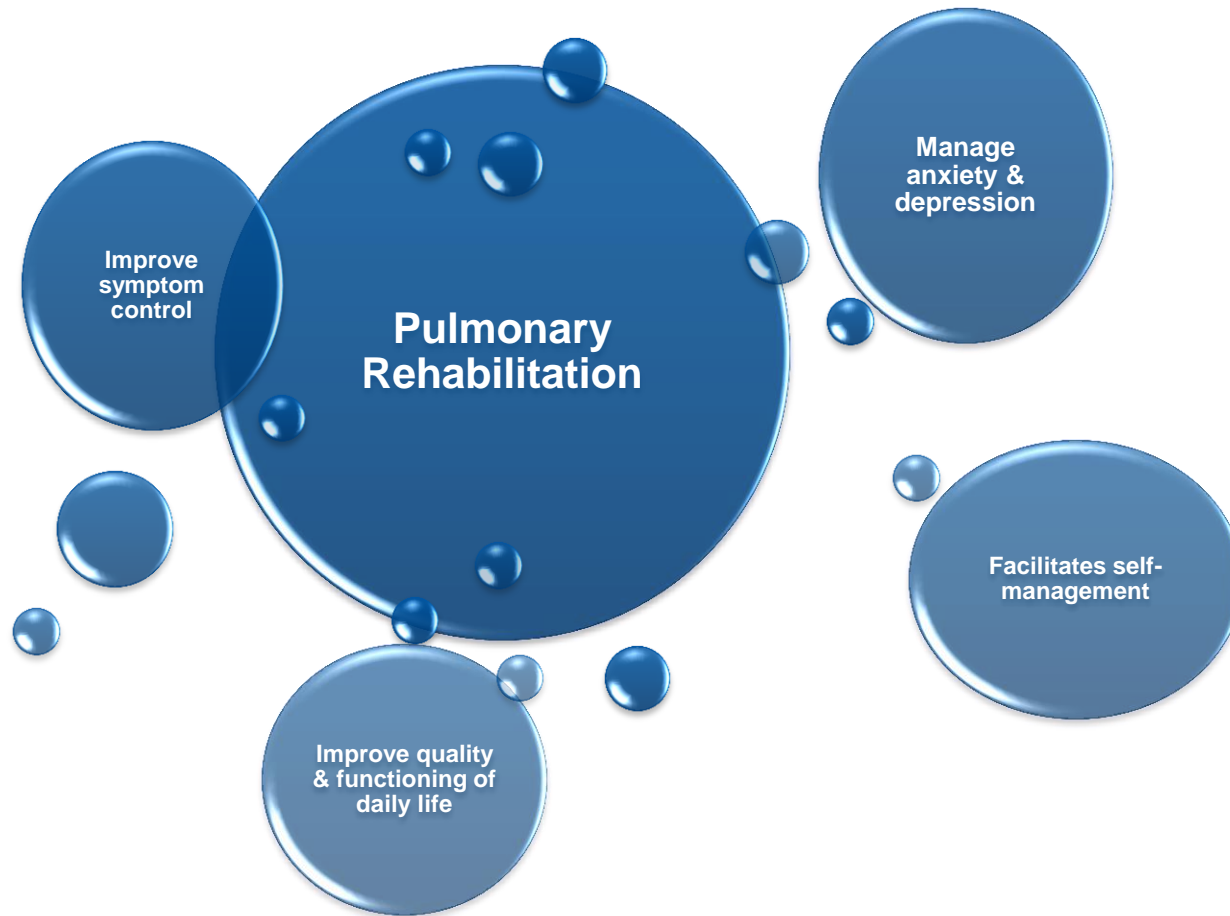 Pulmonary
Rehabilitation
Improve
symptom
control
Manage
anxiety &
depression
Facilitates self-
management
Improve quality
& functioning of
daily life